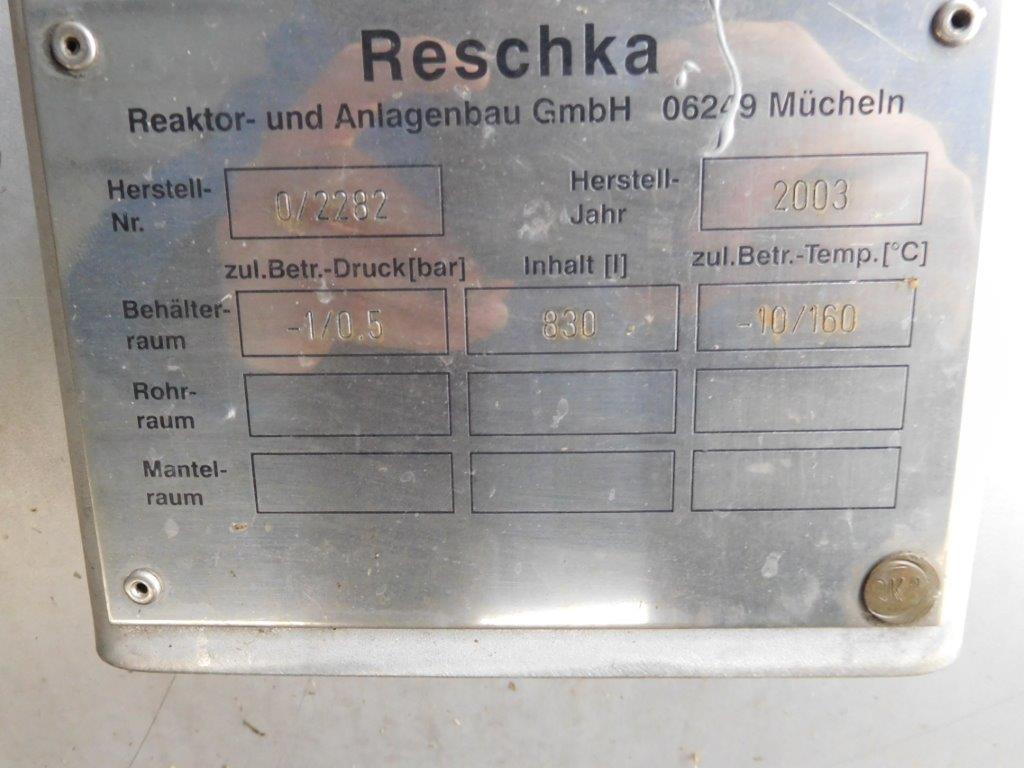 Reschka
Reaktor- und Anlagenbau GmbH 06249 Mücheln
Herstell-Nr. 0/2282 Herstell-Jahr 2003
zul.Betr.-Druck[bar] Inhalt [l] zul.Betr.-Temp.[°C]
Behälter-raum -1/0.5 830 -10/160
Rohr-
raum
Mantel-
raum